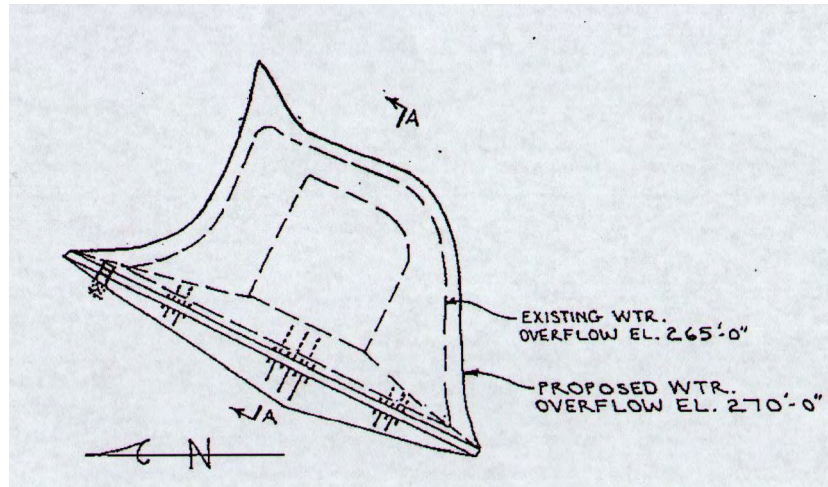 A
EXISTING WTR.
OVERFLOW EL. 265'-0"
PROPOSED WTR.
OVERFLOW EL. 270'-0"
A
N